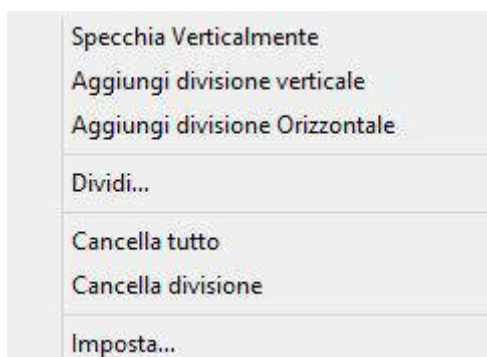 Specchia Verticalmente
Aggiungi divisione verticale
Aggiungi divisione Orizzontale
Dividi...
Cancella tutto
Cancella divisione
Imposta...